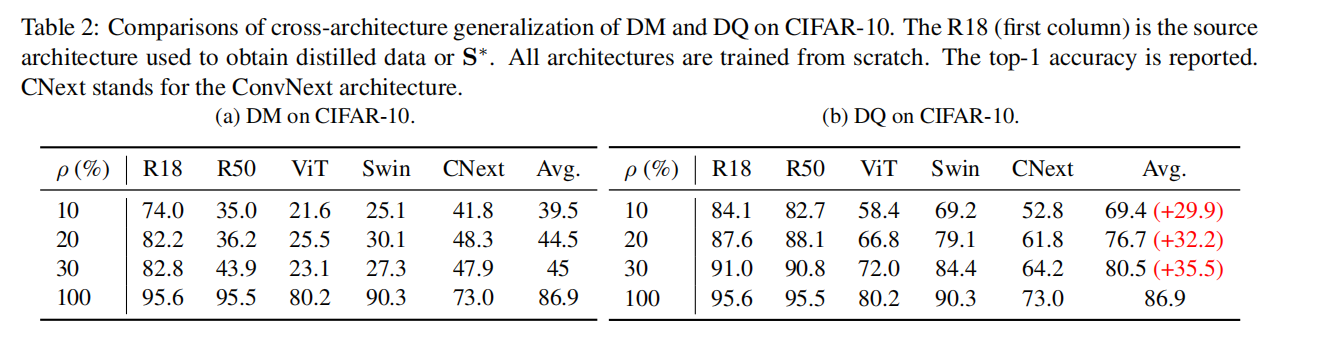 Table 2: Comparisons of cross-architecture generalization of DM and DQ on CIFAR-10. The R18 (first column) is the source
architecture used to obtain distilled data or S*. All architectures are trained from scratch. The top-1 accuracy is reported.
CNext stands for the ConvNext architecture.
(a) DM on CIFAR-10.
ρ (%) R18 R50 ViT Swin CNext Avg.
10 74.0 35.0 21.6 25.1 41.8 39.5
20 82.2 36.2 25.5 30.1 48.3 44.5
30 82.8 43.9 23.1 27.3 47.9 45
100 95.6 95.5 80.2 90.3 73.0 86.9
(b) DQ on CIFAR-10.
ρ (%) R18 R50 ViT Swin CNext Avg.
10 84.1 82.7 58.4 69.2 52.8 69.4 (+29.9)
20 87.6 88.1 66.8 79.1 61.8 76.7 (+32.2)
30 91.0 90.8 72.0 84.4 64.2 80.5 (+35.5)
100 95.6 95.5 80.2 90.3 73.0 86.9